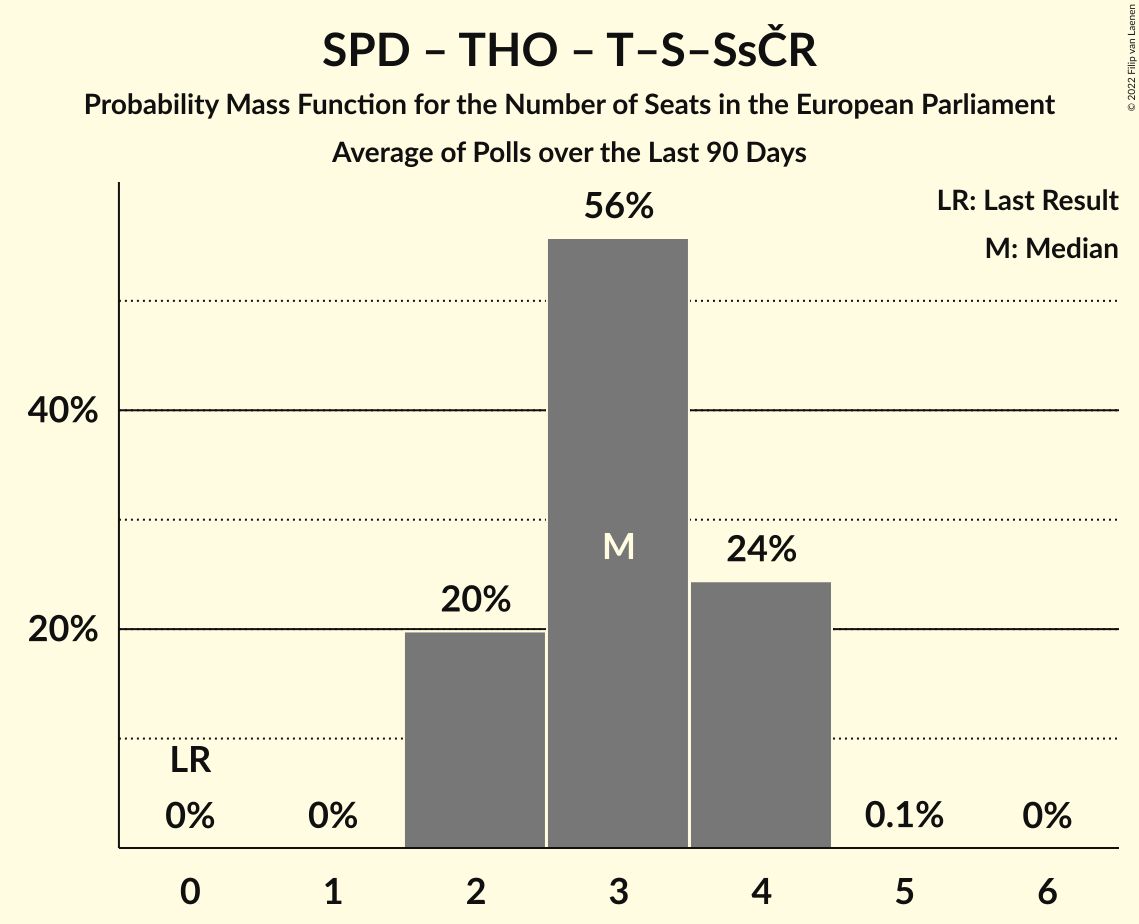 SPD – THO – T–S–SsČR
Probability Mass Function for the Number of Seats in the European Parliament
Average of Polls over the Last 90 Days
© 2022 Filip van Laenen
LR: Last Result
M: Median
56%
40%
M
24%
20%
20%
LR
0%
0%
0.1%
0%
0 1 2 3 4 5 6